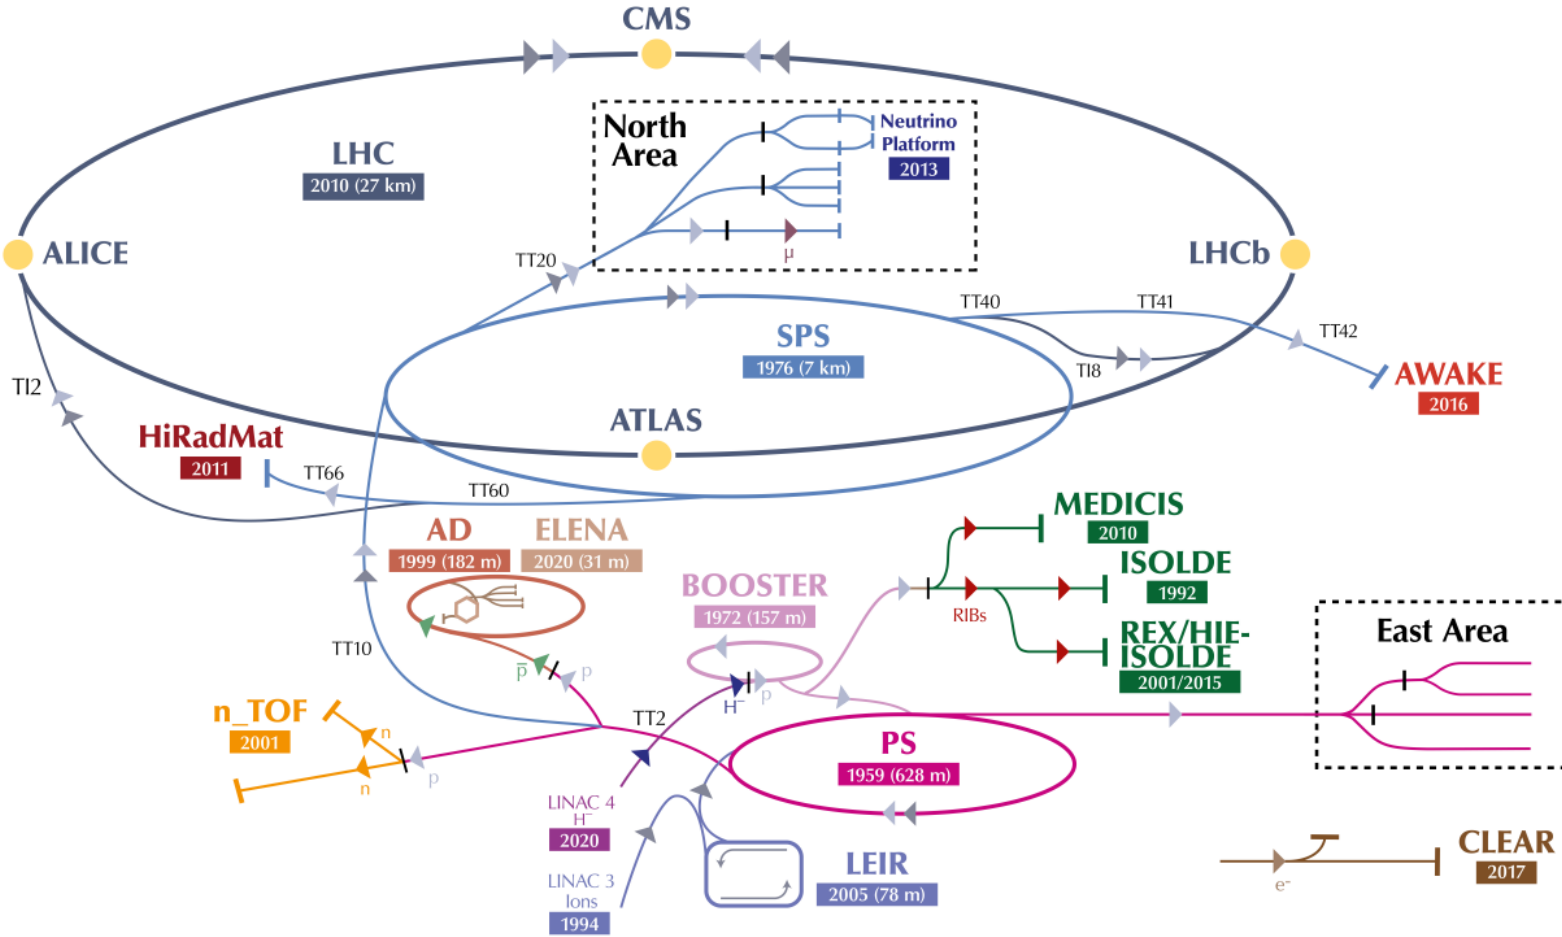 CMS
LHC
2010 (27 km)
North
Area
Neutrino
Platform
2013
μ
ALICE
LHCb
TT20
TT40
TT41
TT42
SPS
1976 (7 km)
TI8
TI2
AWAKE
2016
ATLAS
HiRadMat
2011
TT66
TT60
AD
1999 (182 m)
ELENA
2020 (31 m)
MEDICIS
2010
ISOLDE
1992
BOOSTER
1972 (157 m)
RIBs
REX/HIE-
ISOLDE
2001/2015
East Area
TT10
p̅
p
H⁻
p
TT2
n_TOF
2001
n
n
p
PS
1959 (628 m)
LINAC 4
H⁻
2020
LEIR
2005 (78 m)
LINAC 3
Ions
1994
CLEAR
2017
e⁻